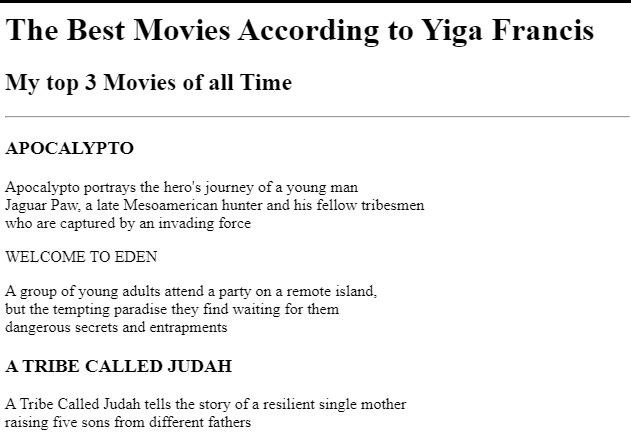 The Best Movies According to Yiga Francis
My top 3 Movies of all Time
APOCALYPTO
Apocalypto portrays the hero's journey of a young man
Jaguar Paw, a late Mesoamerican hunter and his fellow tribesmen
who are captured by an invading force
WELCOME TO EDEN
A group of young adults attend a party on a remote island,
but the tempting paradise they find waiting for them
dangerous secrets and entrapments
A TRIBE CALLED JUDAH
A Tribe Called Judah tells the story of a resilient single mother
raising five sons from different fathers